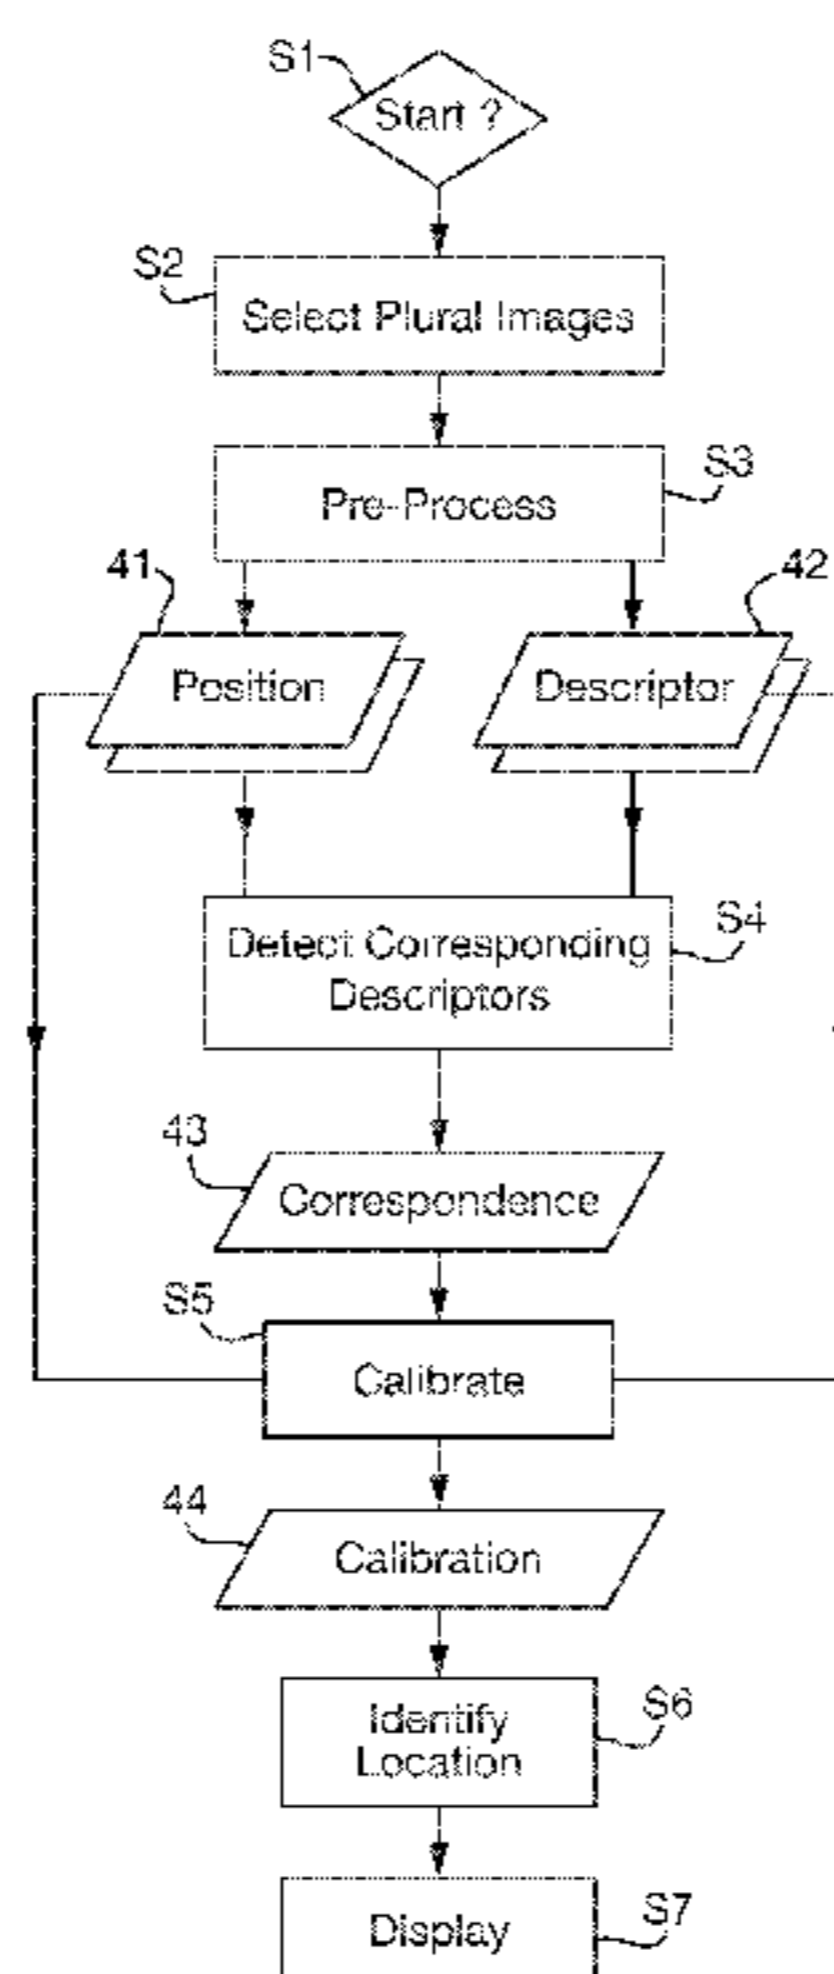 S1
Start ?
S2
Select Plural Images
S3
Pre-Process
41
42
Position
Descriptor
S4
Detect Corresponding
Descriptors
43
Correspondence
S5
Calibrate
44
Calibration
S6
Identify
Location
S7
Display